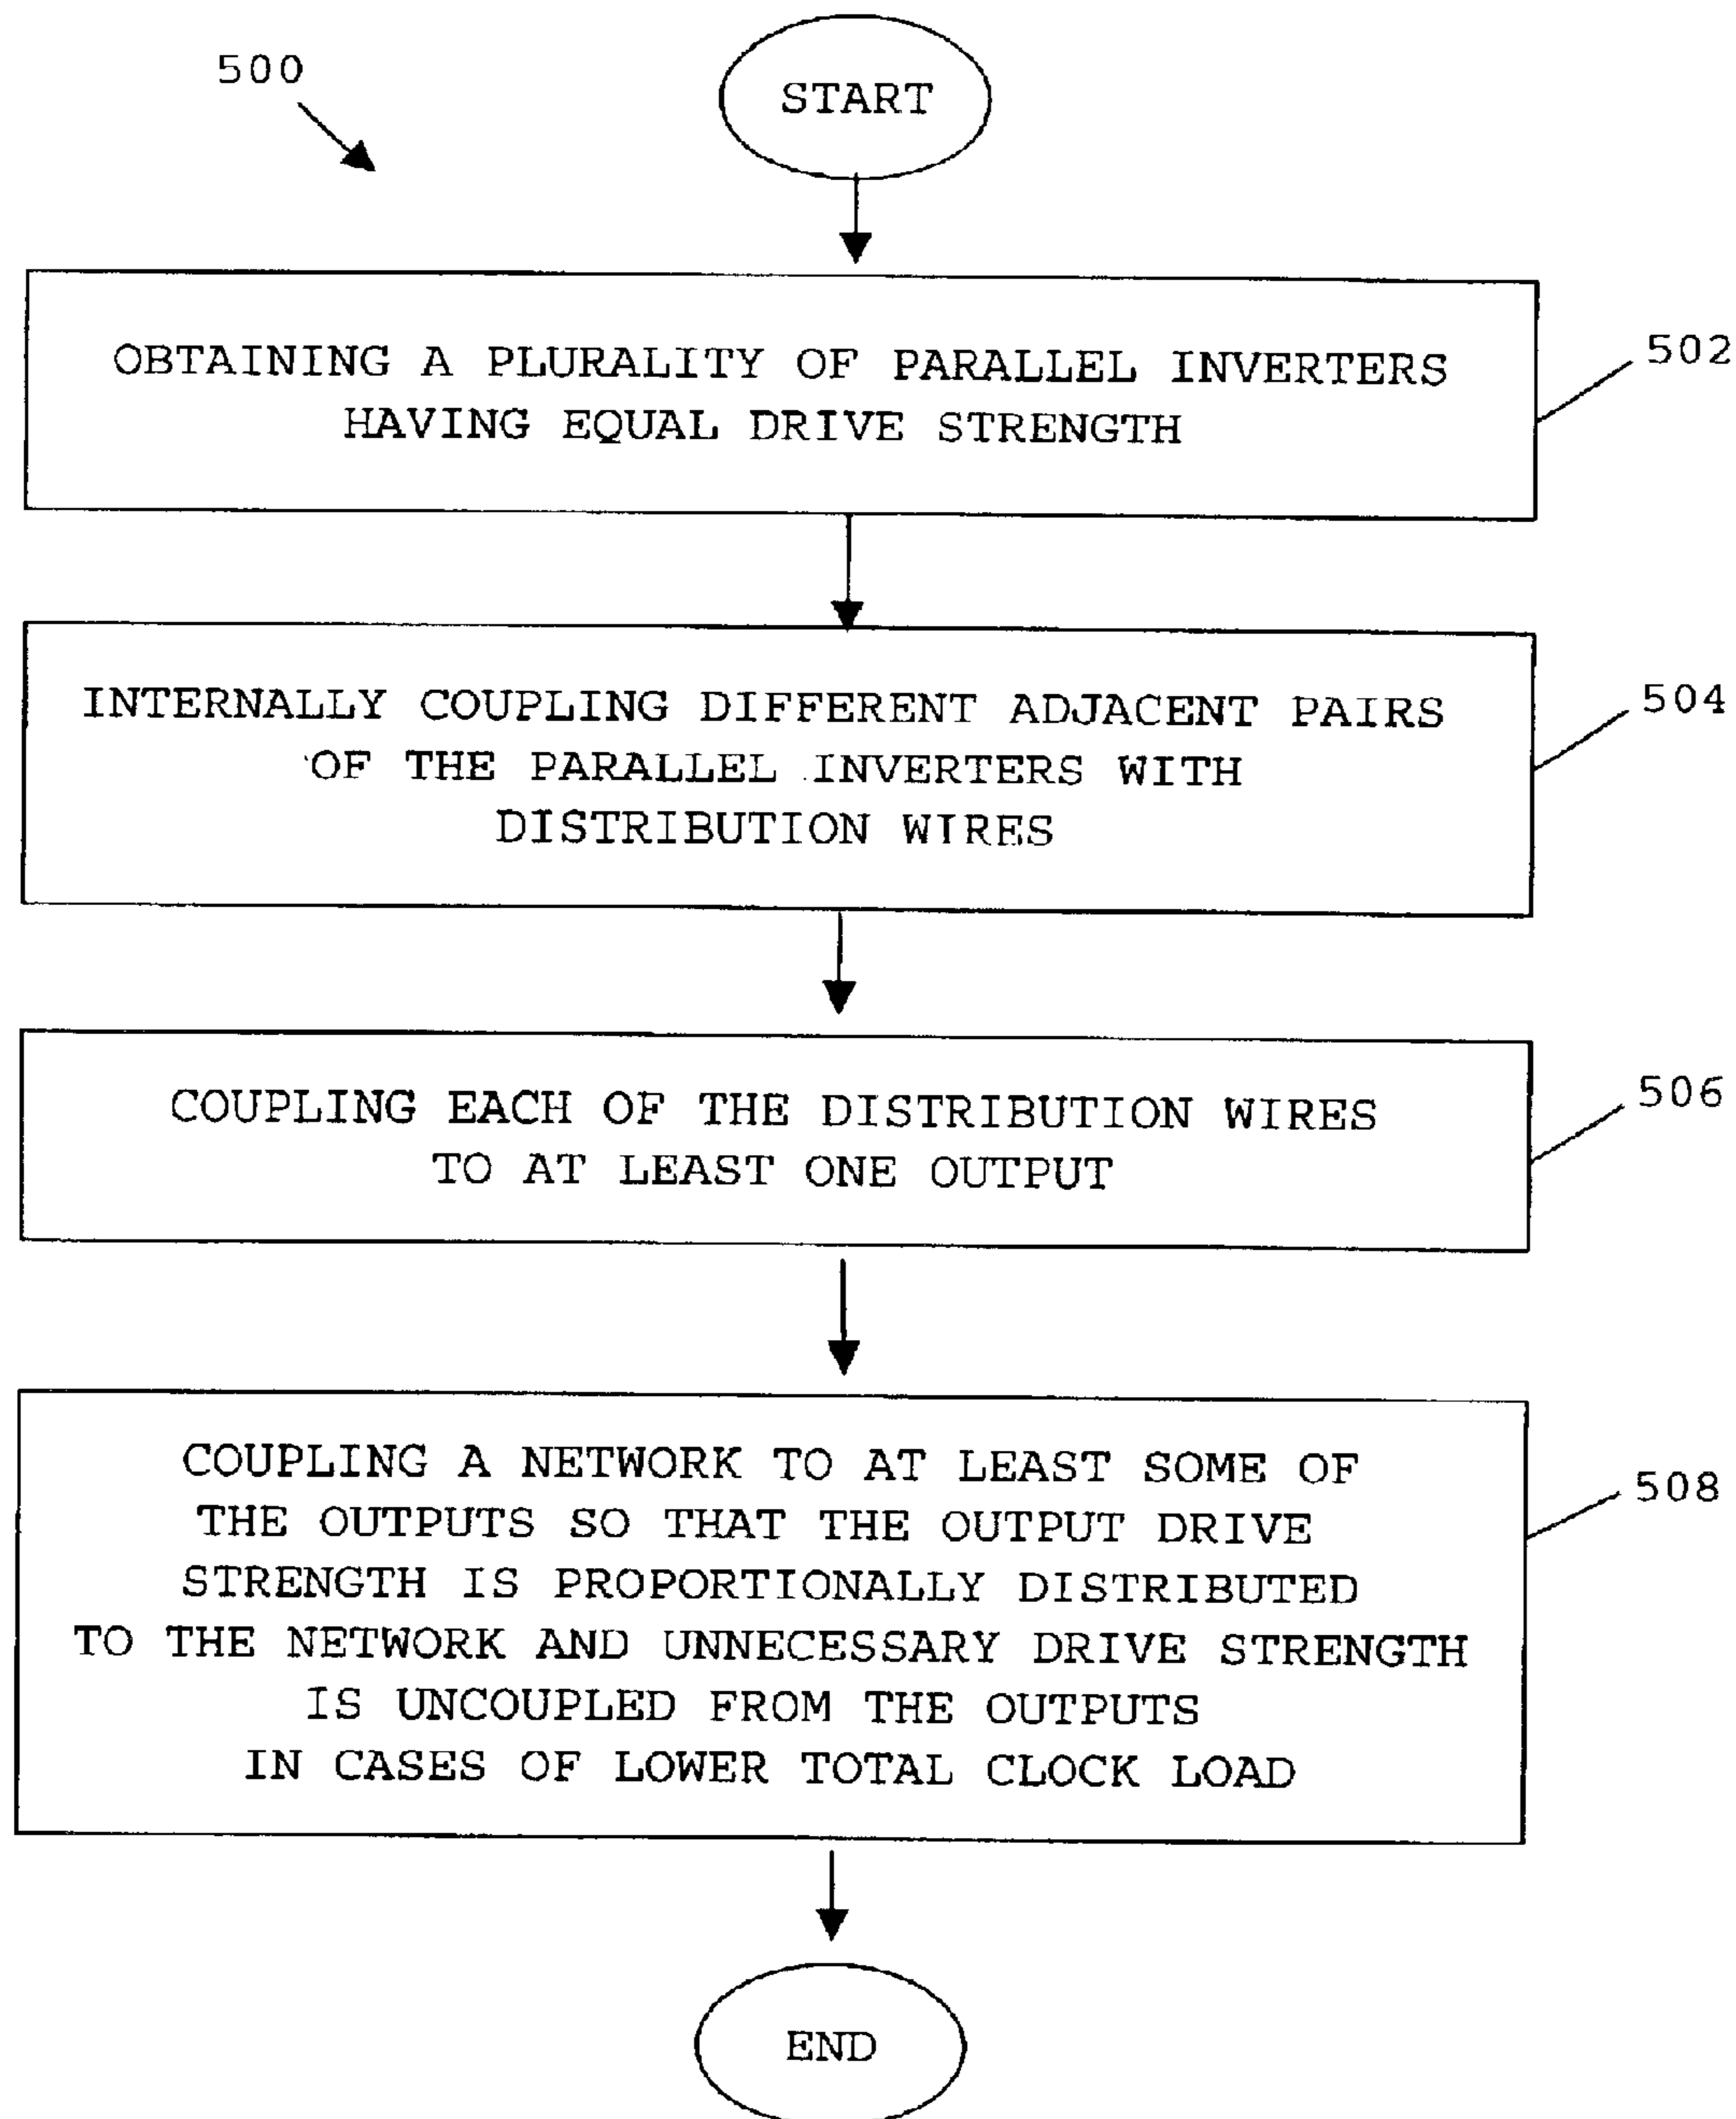 500
START
OBTAINING A PLURALITY OF PARALLEL INVERTERS
HAVING EQUAL DRIVE STRENGTH
502
INTERNALLY COUPLING DIFFERENT ADJACENT PAIRS
OF THE PARALLEL INVERTERS WITH
DISTRIBUTION WIRES
504
COUPLING EACH OF THE DISTRIBUTION WIRES
TO AT LEAST ONE OUTPUT
506
COUPLING A NETWORK TO AT LEAST SOME OF
THE OUTPUTS SO THAT THE OUTPUT DRIVE
STRENGTH IS PROPORTIONALLY DISTRIBUTED
TO THE NETWORK AND UNNECESSARY DRIVE STRENGTH
IS UNCOUPLED FROM THE OUTPUTS
IN CASES OF LOWER TOTAL CLOCK LOAD
508
END